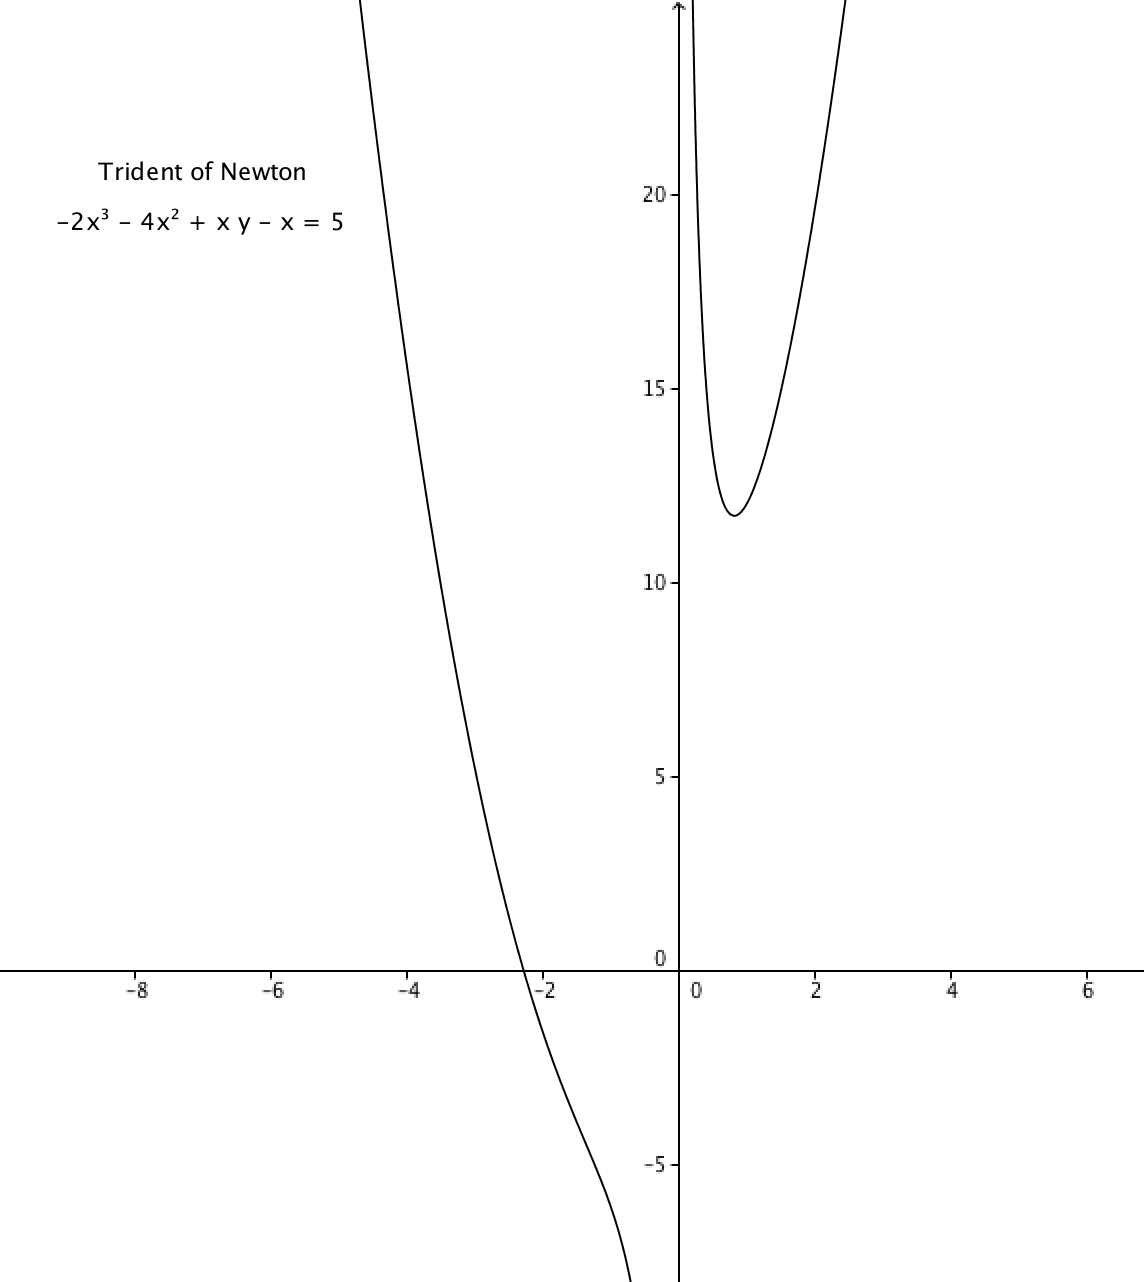 Trident of Newton
–2x³ – 4x² + x y – x = 5
20
15
10
5
0
–8 –6 –4 –2 0 2 4 6
–5